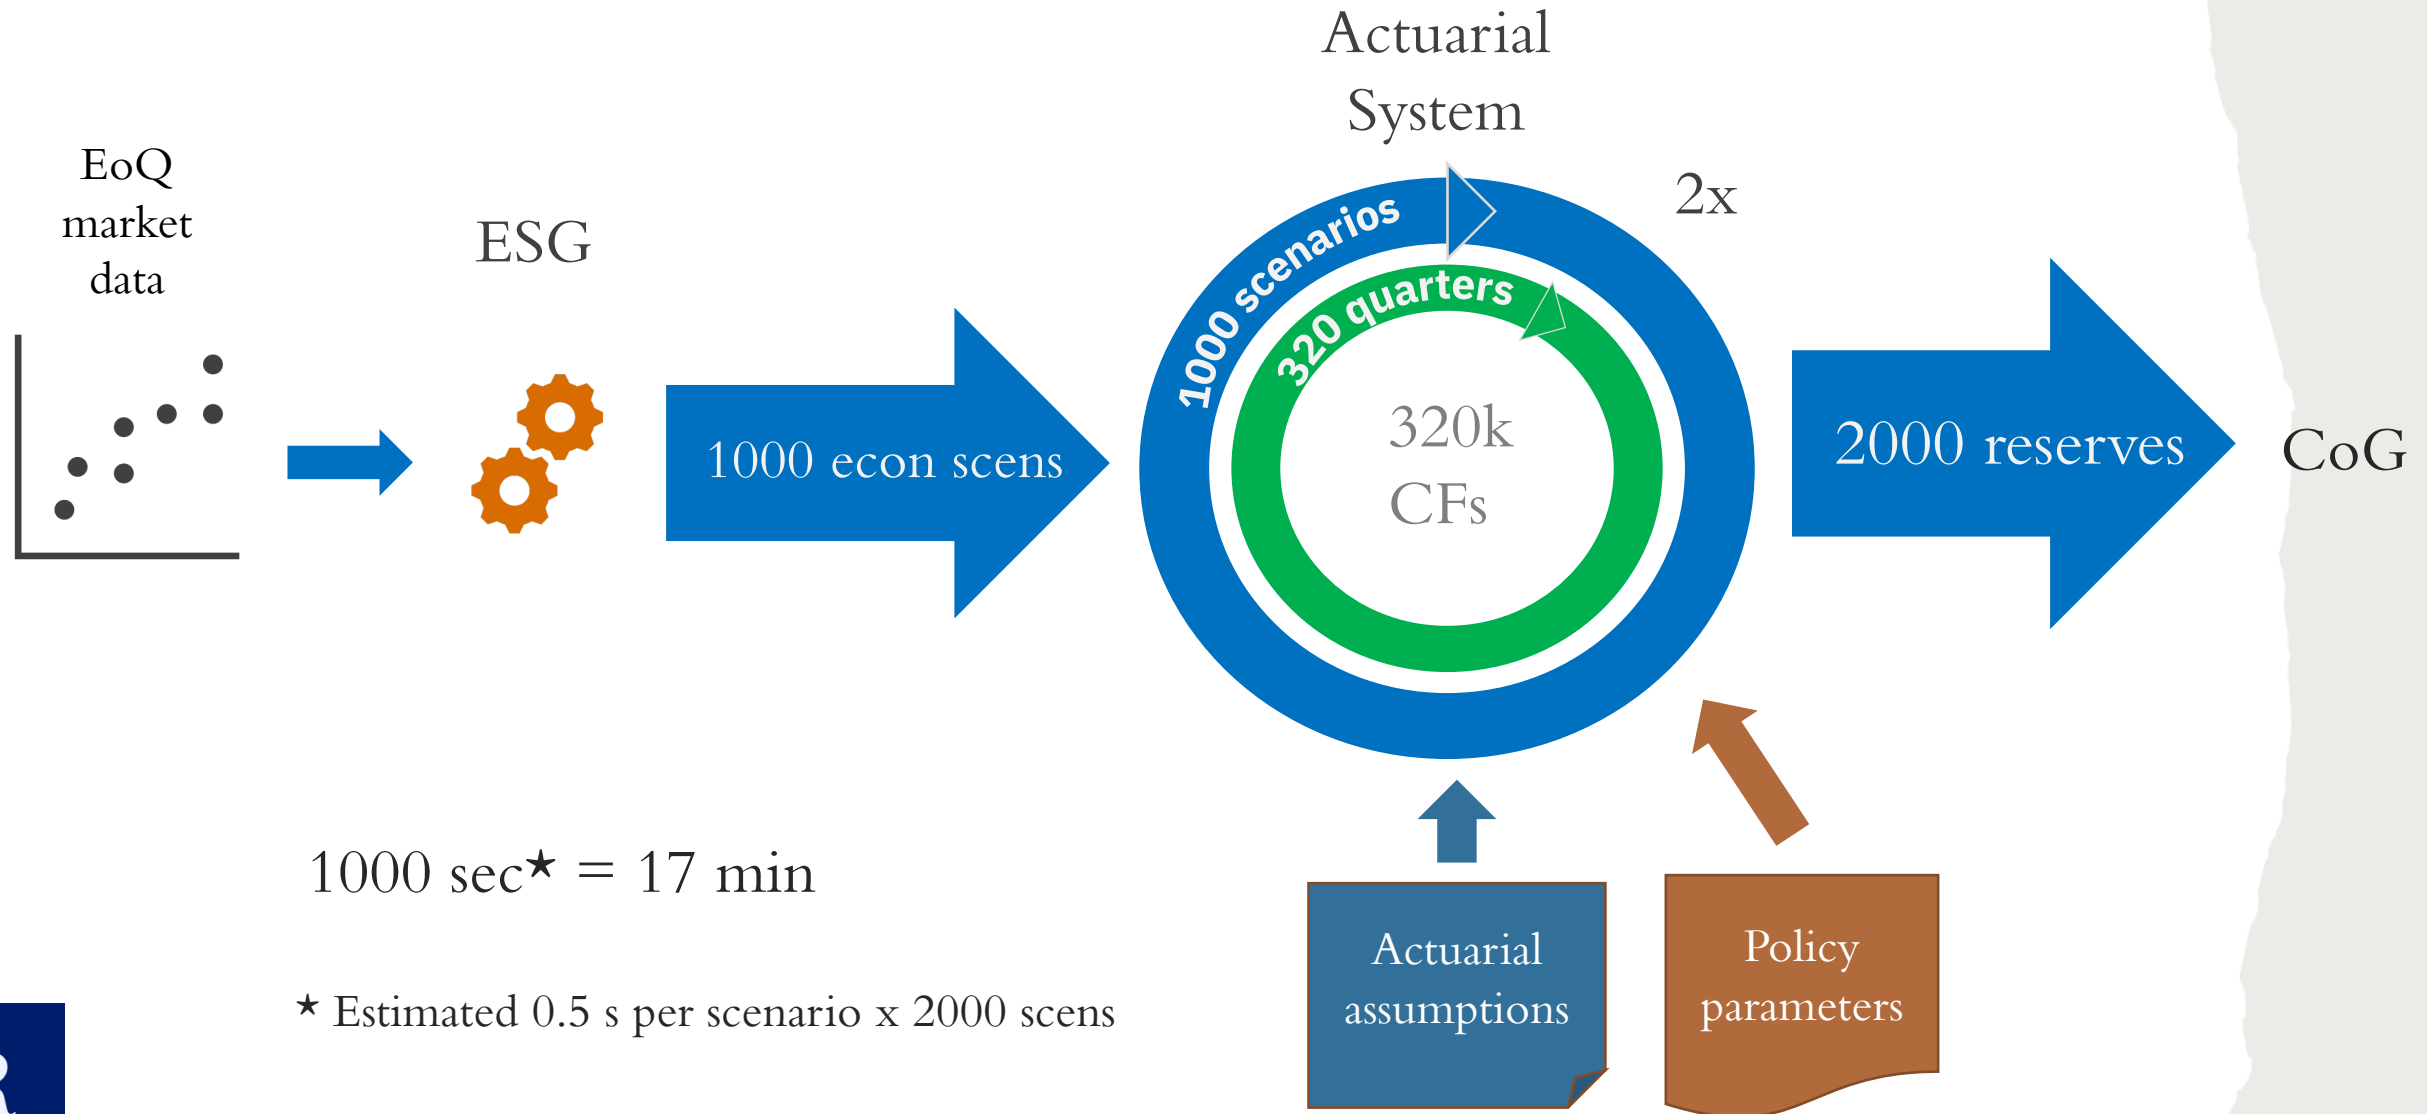 EoQ
market
data
ESG
1000 econ scens
Actuarial
System
2x
1000 scenarios
320 quarters
320k
CFs
2000 reserves
CoG
1000 sec★ = 17 min
★ Estimated 0.5 s per scenario x 2000 scens
Actuarial
assumptions
Policy
parameters